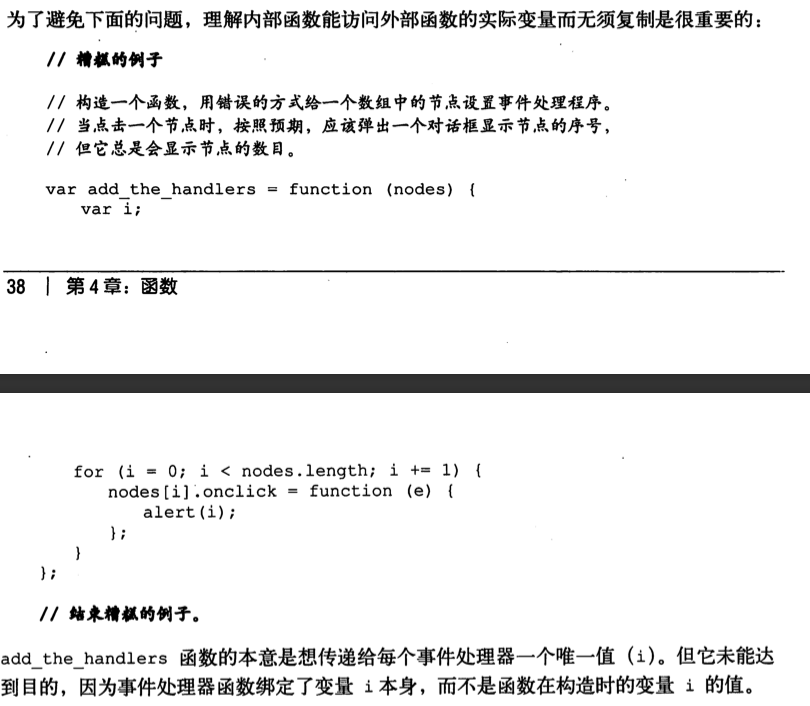 为了避免下面的问题，理解内部函数能访问外部函数的实际变量而无须复制是很重要的：
// 糟糕的例子
// 构造一个函数，用错误的方式给一个数组中的节点设置事件处理程序。
// 当点击一个节点时，按照预期，应该弹出一个对话框显示节点的序号，
// 但它总是会显示节点的数目。
var add_the_handlers = function (nodes) {
var i;
38 | 第 4 章：函数
for (i = 0; i < nodes.length; i += 1) {
nodes[i].onclick = function (e) {
alert(i);
};
}
};
// 结束糟糕的例子。
add_the_handlers 函数的本意是想传递给每个事件处理器一个唯一值（i）。但它未能达
到目的，因为事件处理器函数绑定了变量 i 本身，而不是函数在构造时的变量 i 的值。